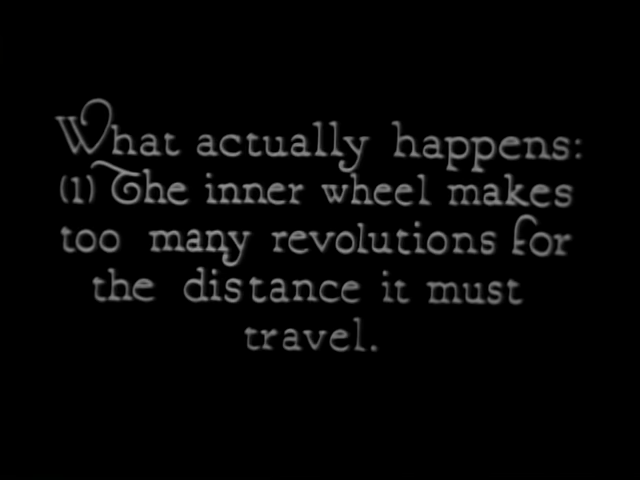 What actually happens:
(1) The inner wheel makes
too many revolutions for
the distance it must
travel.